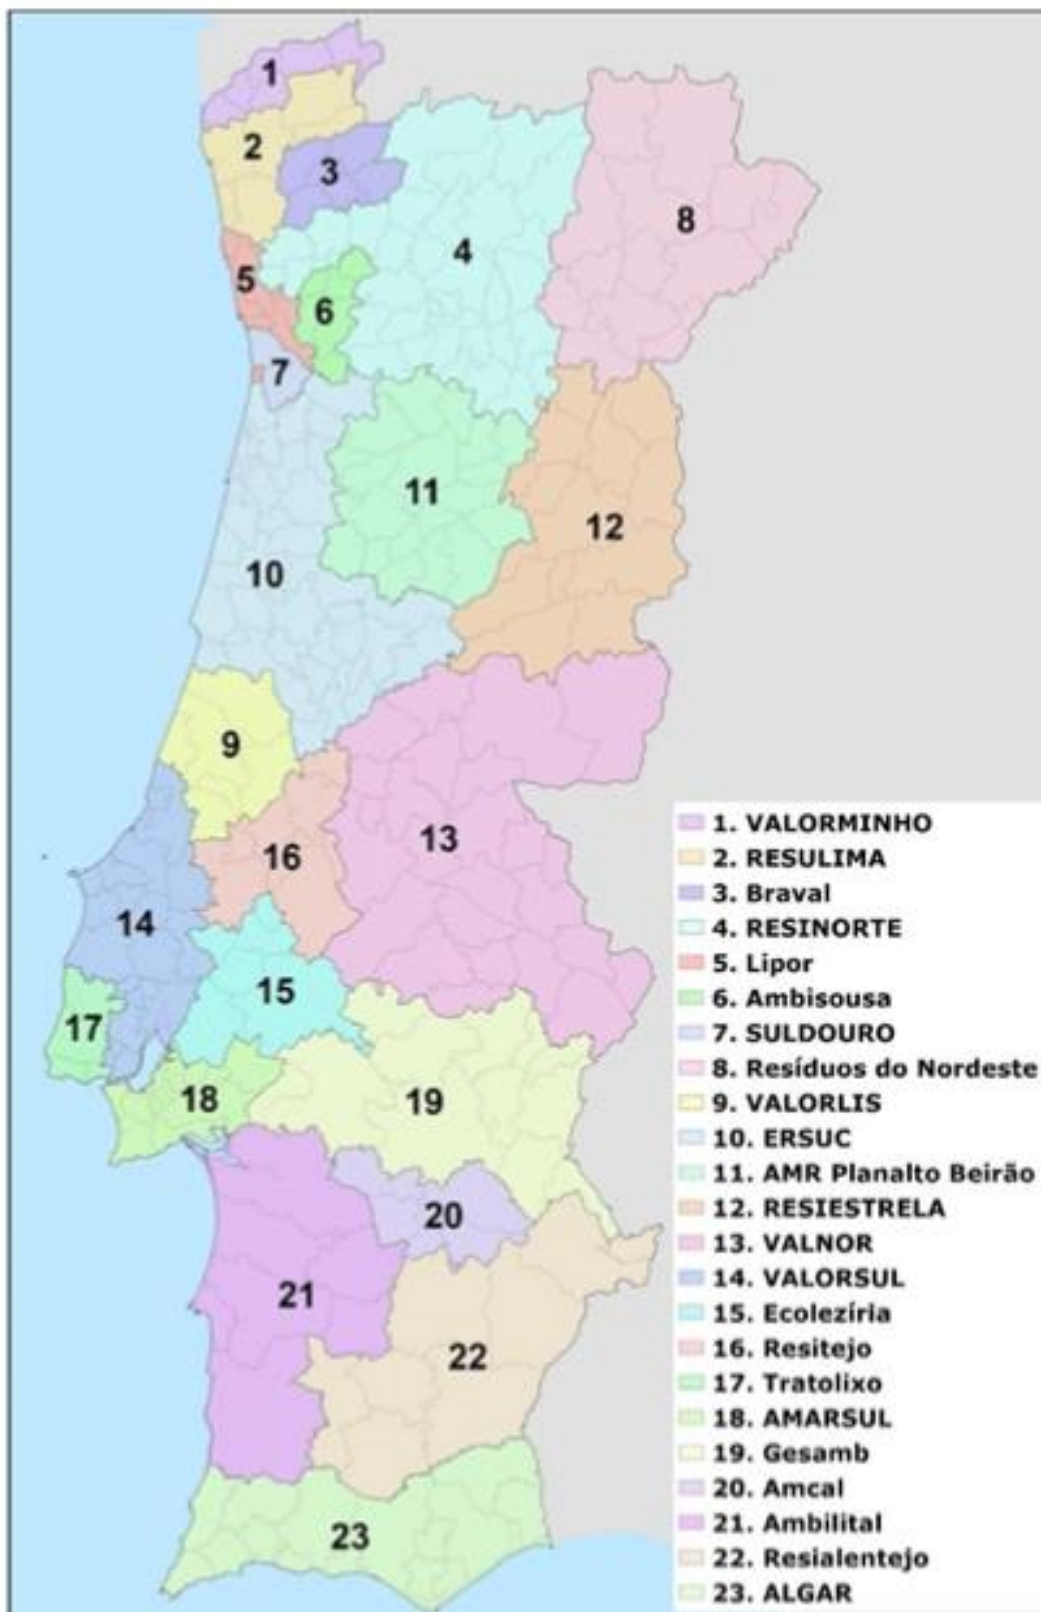 1
2
3
4
8
5
6
7
11
12
10
9
13
16
14
15
17
18
19
20
21
22
23
1. VALORMINHO
2. RESULIMA
3. Braval
4. RESINORTE
5. Lipor
6. Ambisousa
7. SULDOURO
8. Resíduos do Nordeste
9. VALORLIS
10. ERSUC
11. AMR Planalto Beirão
12. RESIESTRELA
13. VALNOR
14. VALORSUL
15. Ecolezíria
16. Resitejo
17. Tratolixo
18. AMARSUL
19. Gesamb
20. Amcal
21. Ambilital
22. Resialentejo
23. ALGAR